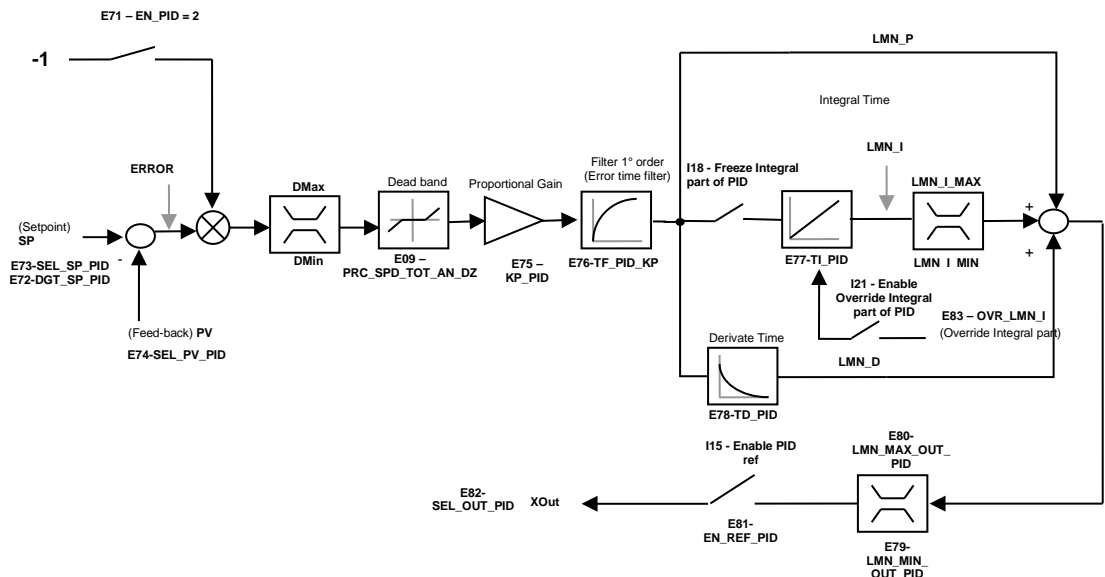 E71 – EN_PID = 2
-1
LMN_P
Integral Time
ERROR
LMN_I
Filter 1° order
(Error time filter)
I18 - Freeze Integral
part of PID
DMax
Dead band
Proportional Gain
LMN_I_MAX
(Setpoint)
SP
+
-
DMin
E09 –
PRC_SPD_TOT_AN_DZ
E75 –
KP_PID
E76-TF_PID_KP
E77-TI_PID
LMN_I_MIN
+
E73-SEL_SP_PID
E72-DGT_SP_PID
I21 - Enable
Override Integral
part of PID
E83 – OVR_LMN_I
(Override Integral part)
(Feed-back) PV
E74-SEL_PV_PID
Derivate Time
LMN_D
E78-TD_PID
I15 - Enable PID
ref
E80-
LMN_MAX_OUT_
PID
E82-
SEL_OUT_PID
XOut
E81-
EN_REF_PID
E79-
LMN_MIN_
OUT_PID